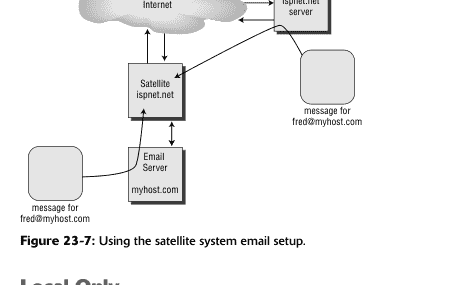 Internet
ispnet.net
server
Satellite
ispnet.net
message for
fred@myhost.com
Email
Server
myhost.com
message for
fred@myhost.com
Figure 23-7: Using the satellite system email setup.
Local Only